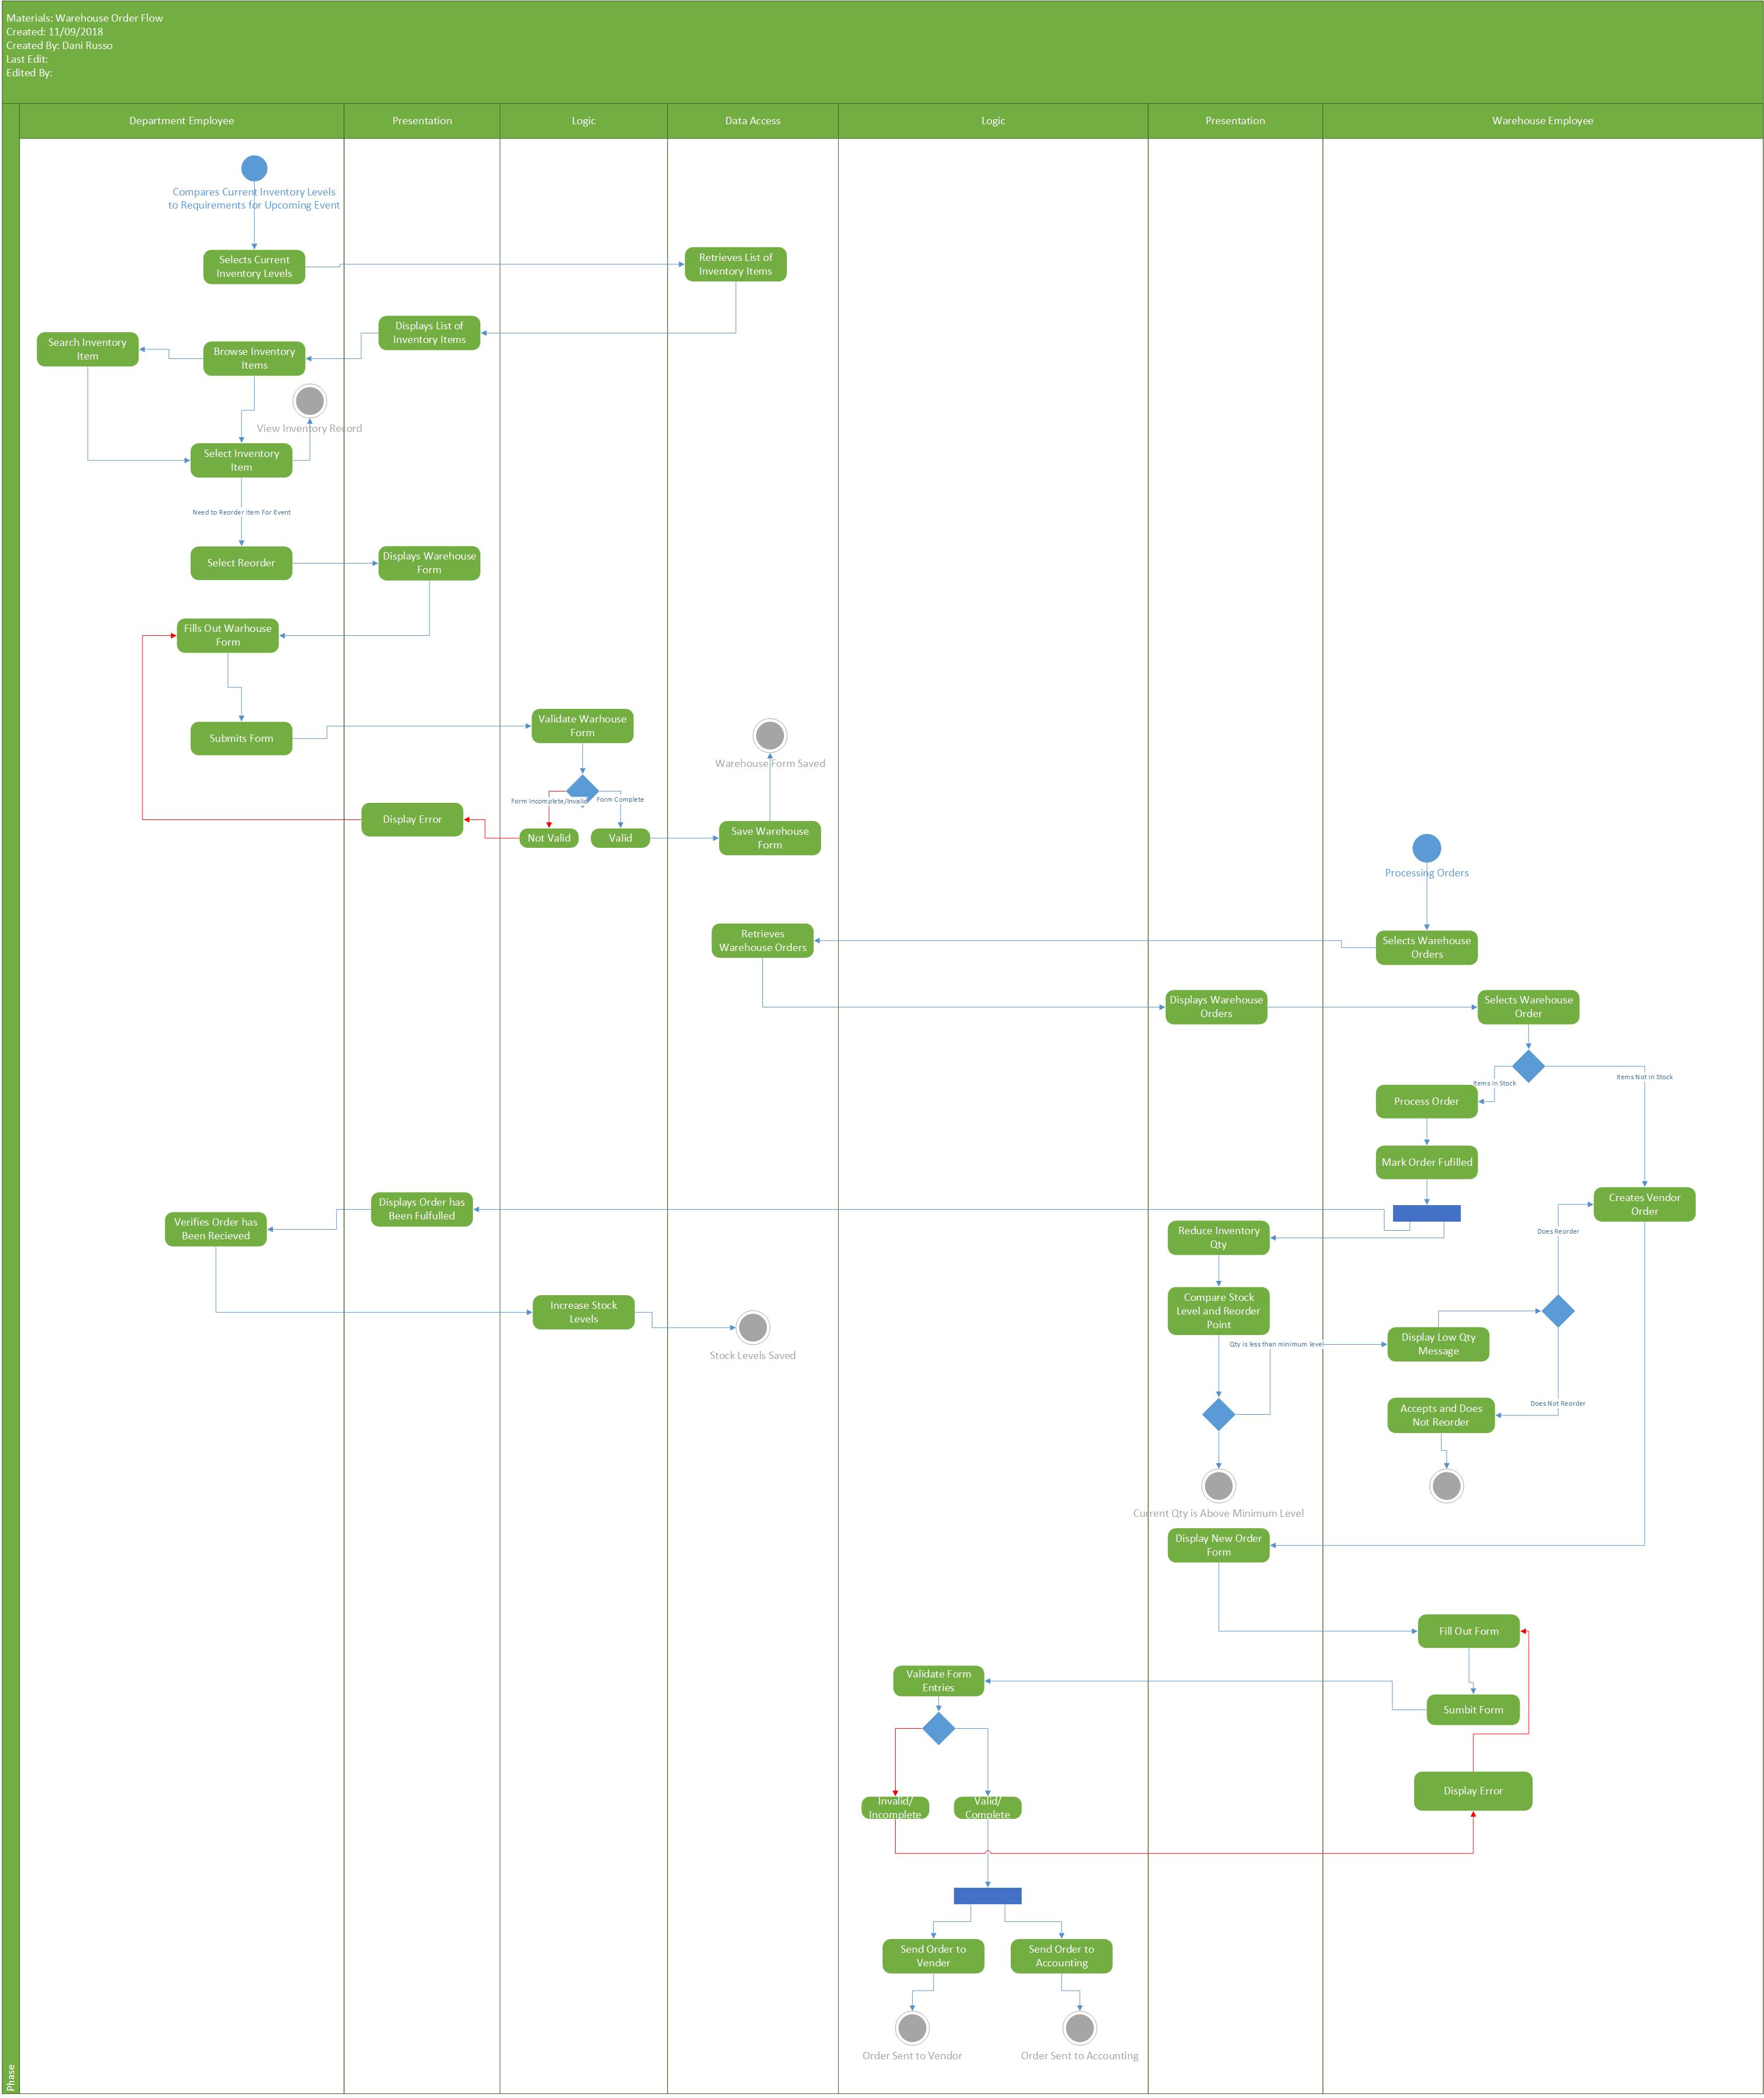 Materials: Warehouse Order Flow
Created: 11/09/2018
Created By: Dani Russo
Last Edit:
Edited By:
Department Employee
Presentation
Logic
Data Access
Logic
Presentation
Warehouse Employee
Compares Current Inventory Levels
to Requirements for Upcoming Event
Selects Current
Inventory Levels
Retrieves List of
Inventory Items
Displays List of
Inventory Items
Search Inventory
Item
Browse Inventory
Items
View Inventory Record
Select Inventory
Item
Need to Reorder Item For Event
Select Reorder
Displays Warehouse
Form
Fills Out Warhouse
Form
Submits Form
Validate Warhouse
Form
Warehouse Form Saved
Form Incomplete/Invalid
Form Complete
Display Error
Not Valid
Valid
Save Warehouse
Form
Processing Orders
Retrieves
Warehouse Orders
Selects Warehouse
Orders
Displays Warehouse
Orders
Selects Warehouse
Order
Items In Stock
Items Not in Stock
Process Order
Mark Order Fufilled
Displays Order has
Been Fulfulled
Creates Vendor
Order
Verifies Order has
Been Recieved
Reduce Inventory
Qty
Does Reorder
Increase Stock
Levels
Compare Stock
Level and Reorder
Point
Stock Levels Saved
Qty is less than minimum level
Display Low Qty
Message
Accepts and Does
Not Reorder
Does Not Reorder
Current Qty is Above Minimum Level
Display New Order
Form
Fill Out Form
Validate Form
Entries
Sumbit Form
Display Error
Invalid/
Incomplete
Valid/
Complete
Send Order to
Vender
Send Order to
Accounting
Order Sent to Vendor
Order Sent to Accounting
Phase